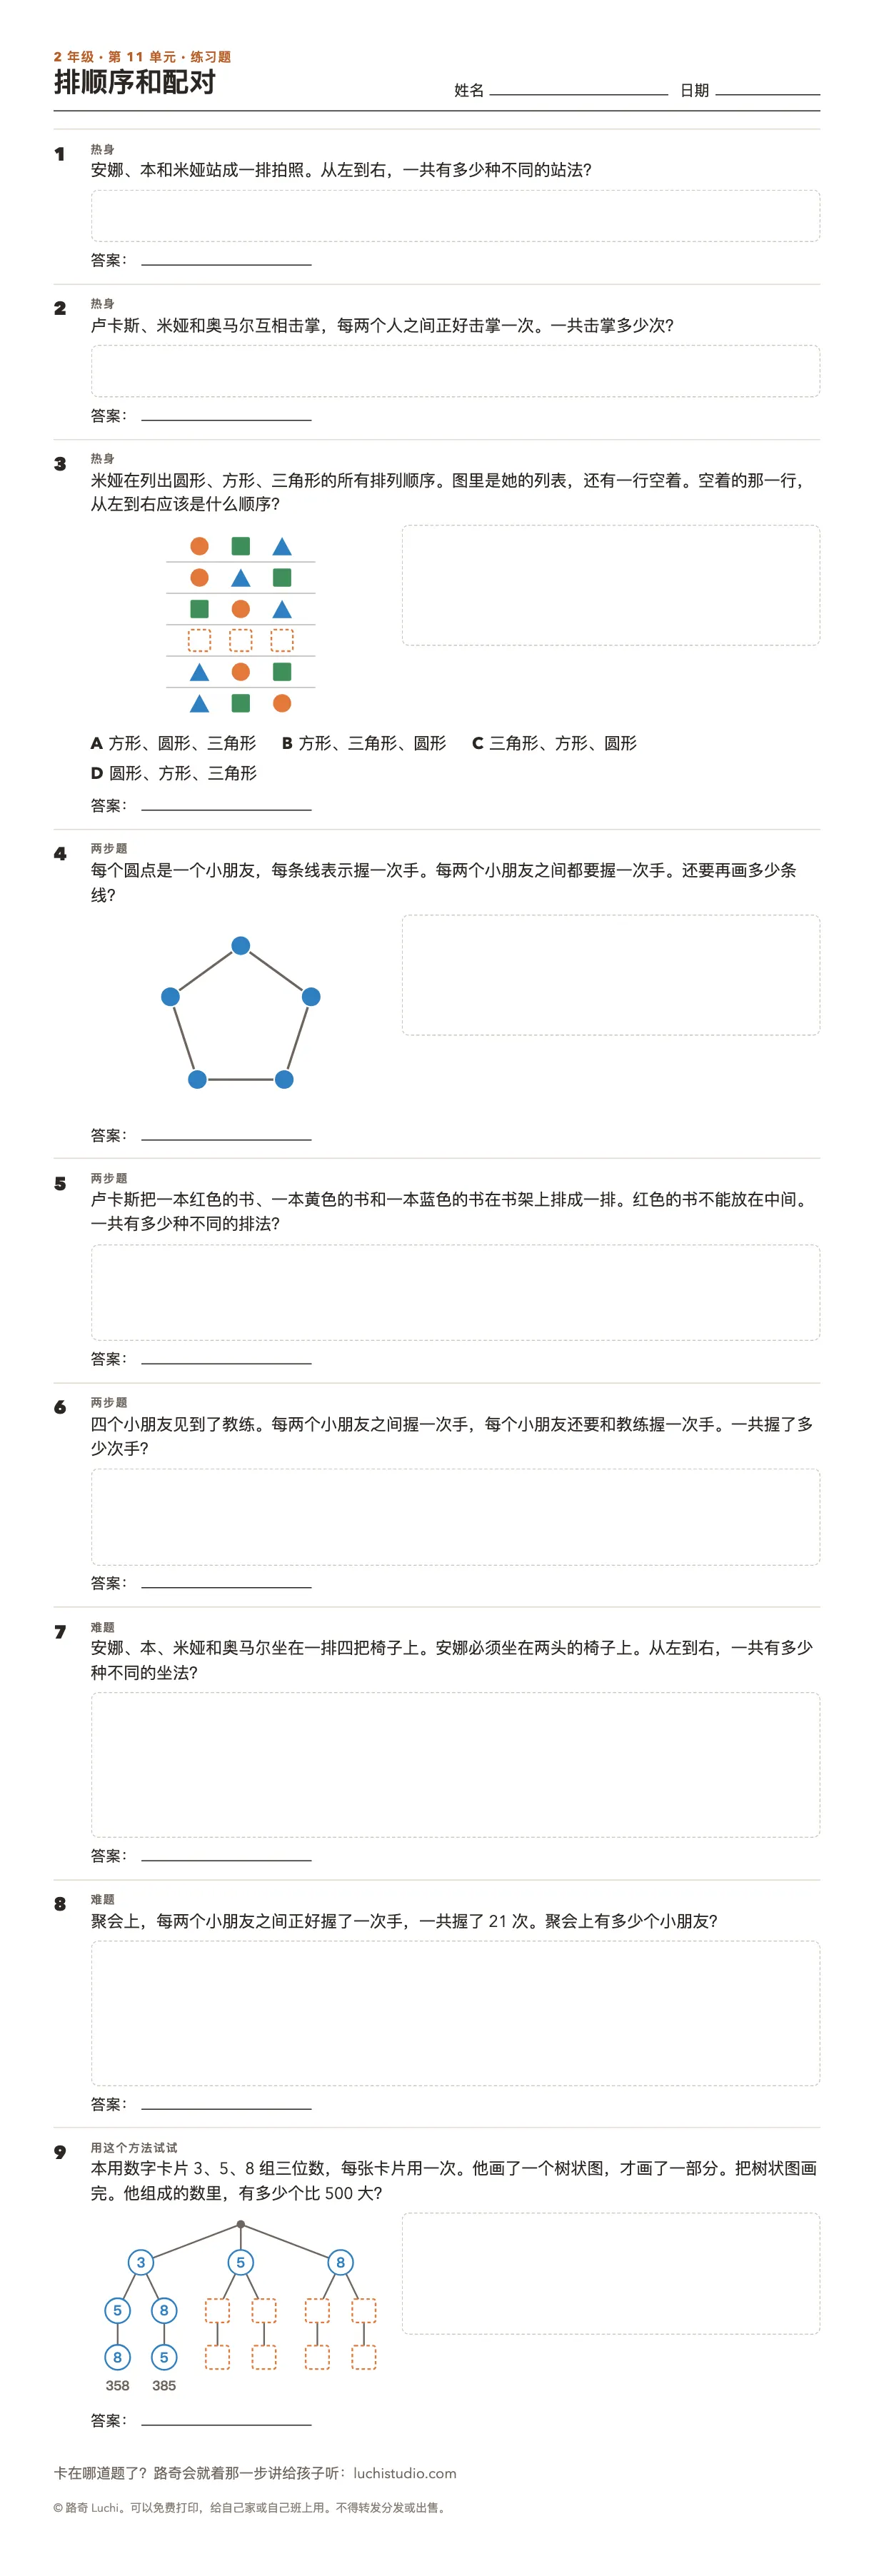 2 年级 · 第 11 单元 · 练习题
排顺序和配对
姓名 日期
1
热身
安娜、本和米娅站成一排拍照。从左到右，一共有多少种不同的站法？
答案：
2
热身
卢卡斯、米娅和奥马尔互相击掌，每两个人之间正好击掌一次。一共击掌多少次？
答案：
3
热身
米娅在列出圆形、方形、三角形的所有排列顺序。图里是她的列表，还有一行空着。空着的那一行，
从左到右应该是什么顺序？
A 方形、圆形、三角形 B 方形、三角形、圆形 C 三角形、方形、圆形
D 圆形、方形、三角形
答案：
4
两步题
每个圆点是一个小朋友，每条线表示握一次手。每两个小朋友之间都要握一次手。还要再画多少条
线？
答案：
5
两步题
卢卡斯把一本红色的书、一本黄色的书和一本蓝色的书在书架上排成一排。红色的书不能放在中间。
一共有多少种不同的排法？
答案：
6
两步题
四个小朋友见到了教练。每两个小朋友之间握一次手，每个小朋友还要和教练握一次手。一共握了多
少次手？
答案：
7
难题
安娜、本、米娅和奥马尔坐在一排四把椅子上。安娜必须坐在两头的椅子上。从左到右，一共有多少
种不同的坐法？
答案：
8
难题
聚会上，每两个小朋友之间正好握了一次手，一共握了 21 次。聚会上有多少个小朋友？
答案：
9
用这个方法试试
本用数字卡片 3、5、8 组三位数，每张卡片用一次。他画了一个树状图，才画了一部分。把树状图画
完。他组成的数里，有多少个比 500 大？
3 5 8
5 8
8 5
358 385
答案：
卡在哪道题了？路奇会就着那一步讲给孩子听：luchistudio.com
© 路奇 Luchi。可以免费打印，给自己家或自己班上用。不得转发分发或出售。